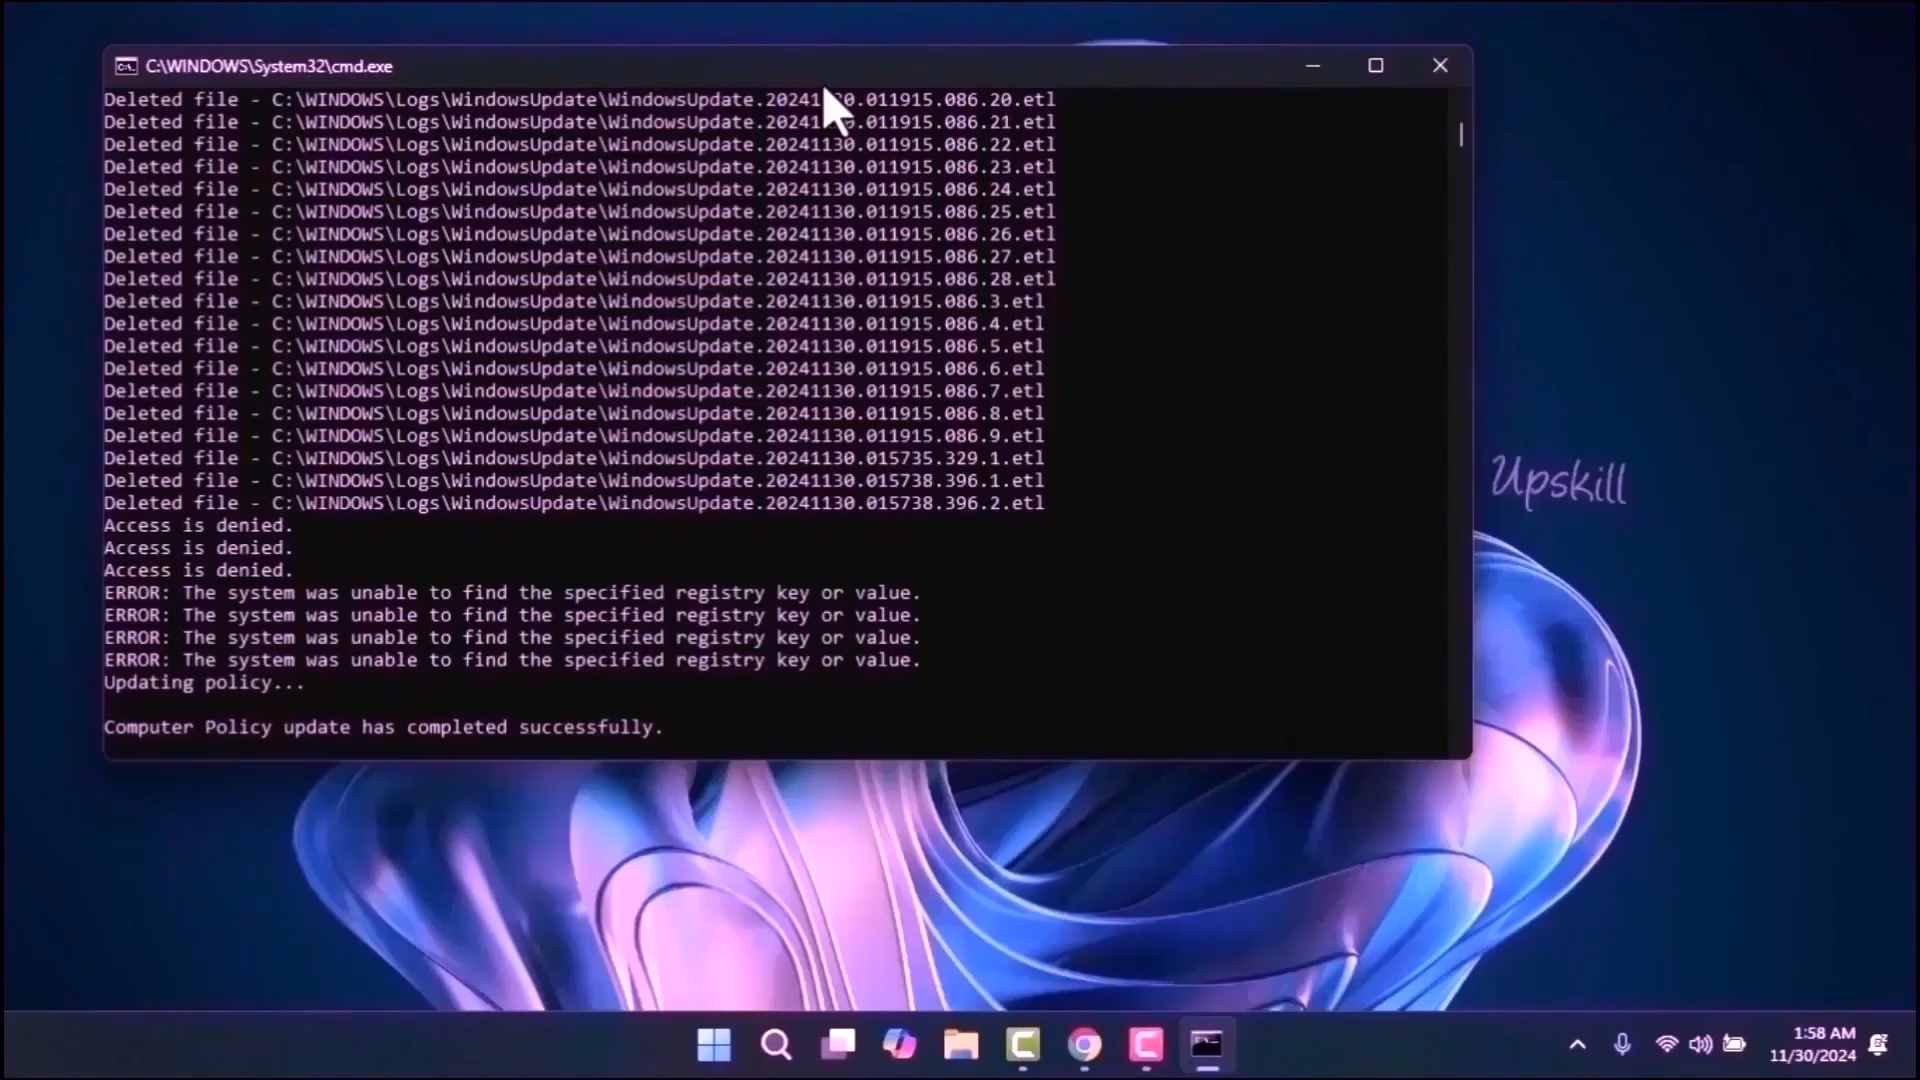 C:\WINDOWS\System32\cmd.exe
Deleted file - C:\WINDOWS\Logs\WindowsUpdate\WindowsUpdate.20241130.011915.086.20.etl
Deleted file - C:\WINDOWS\Logs\WindowsUpdate\WindowsUpdate.20241130.011915.086.21.etl
Deleted file - C:\WINDOWS\Logs\WindowsUpdate\WindowsUpdate.20241130.011915.086.22.etl
Deleted file - C:\WINDOWS\Logs\WindowsUpdate\WindowsUpdate.20241130.011915.086.23.etl
Deleted file - C:\WINDOWS\Logs\WindowsUpdate\WindowsUpdate.20241130.011915.086.24.etl
Deleted file - C:\WINDOWS\Logs\WindowsUpdate\WindowsUpdate.20241130.011915.086.25.etl
Deleted file - C:\WINDOWS\Logs\WindowsUpdate\WindowsUpdate.20241130.011915.086.26.etl
Deleted file - C:\WINDOWS\Logs\WindowsUpdate\WindowsUpdate.20241130.011915.086.27.etl
Deleted file - C:\WINDOWS\Logs\WindowsUpdate\WindowsUpdate.20241130.011915.086.28.etl
Deleted file - C:\WINDOWS\Logs\WindowsUpdate\WindowsUpdate.20241130.011915.086.3.etl
Deleted file - C:\WINDOWS\Logs\WindowsUpdate\WindowsUpdate.20241130.011915.086.4.etl
Deleted file - C:\WINDOWS\Logs\WindowsUpdate\WindowsUpdate.20241130.011915.086.5.etl
Deleted file - C:\WINDOWS\Logs\WindowsUpdate\WindowsUpdate.20241130.011915.086.6.etl
Deleted file - C:\WINDOWS\Logs\WindowsUpdate\WindowsUpdate.20241130.011915.086.7.etl
Deleted file - C:\WINDOWS\Logs\WindowsUpdate\WindowsUpdate.20241130.011915.086.8.etl
Deleted file - C:\WINDOWS\Logs\WindowsUpdate\WindowsUpdate.20241130.011915.086.9.etl
Deleted file - C:\WINDOWS\Logs\WindowsUpdate\WindowsUpdate.20241130.015735.329.1.etl
Deleted file - C:\WINDOWS\Logs\WindowsUpdate\WindowsUpdate.20241130.015738.396.1.etl
Deleted file - C:\WINDOWS\Logs\WindowsUpdate\WindowsUpdate.20241130.015738.396.2.etl
Access is denied.
Access is denied.
Access is denied.
ERROR: The system was unable to find the specified registry key or value.
ERROR: The system was unable to find the specified registry key or value.
ERROR: The system was unable to find the specified registry key or value.
ERROR: The system was unable to find the specified registry key or value.
Updating policy...
Computer Policy update has completed successfully.
Upskill
1:58 AM
11/30/2024